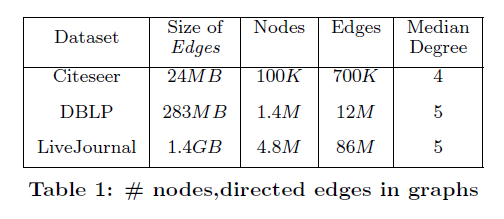 Dataset Size of Edges Nodes Edges Median Degree
Citeseer 24MB 100K 700K 4
DBLP 283MB 1.4M 12M 5
LiveJournal 1.4GB 4.8M 86M 5
Table 1: # nodes,directed edges in graphs